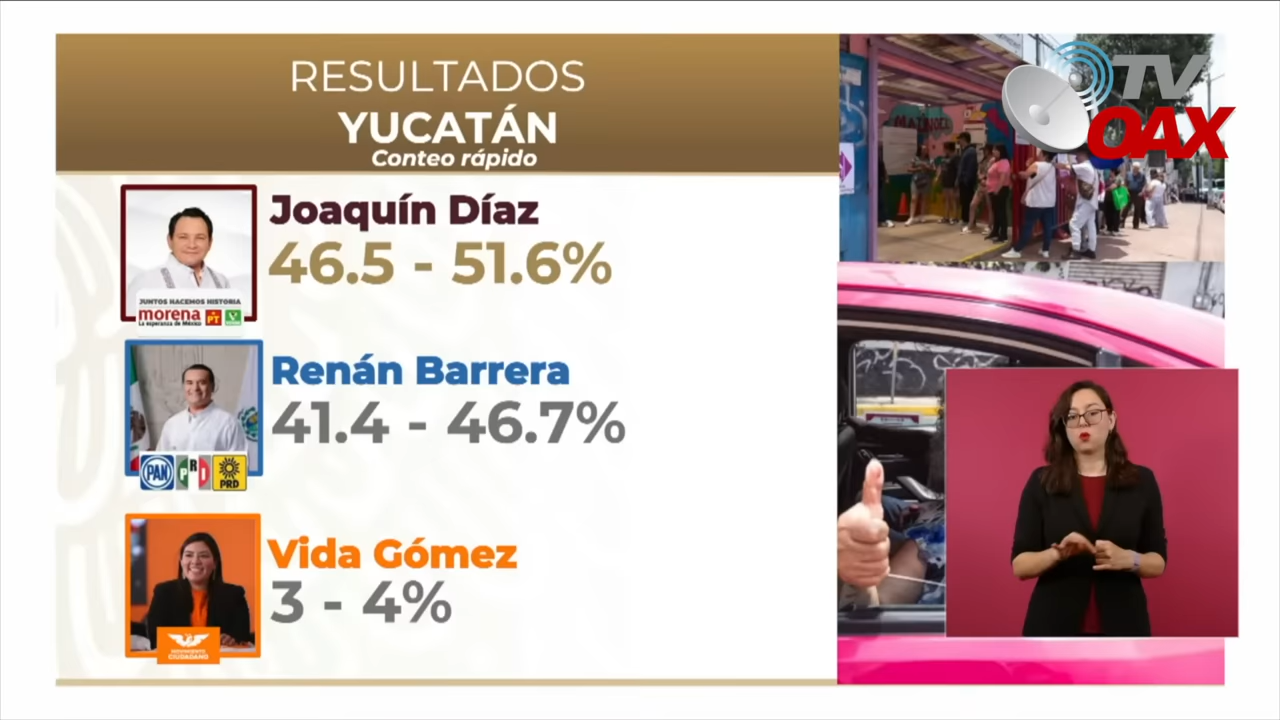 RESULTADOS
YUCATÁN
Conteo rápido
Joaquín Díaz
46.5 - 51.6%
JUNTOS HACEMOS HISTORIA
morena
La esperanza de México
PT
VERDE
Renán Barrera
41.4 - 46.7%
PAN
PRI
PRD
Vida Gómez
3 - 4%
MOVIMIENTO
CIUDADANO
TV
OAX